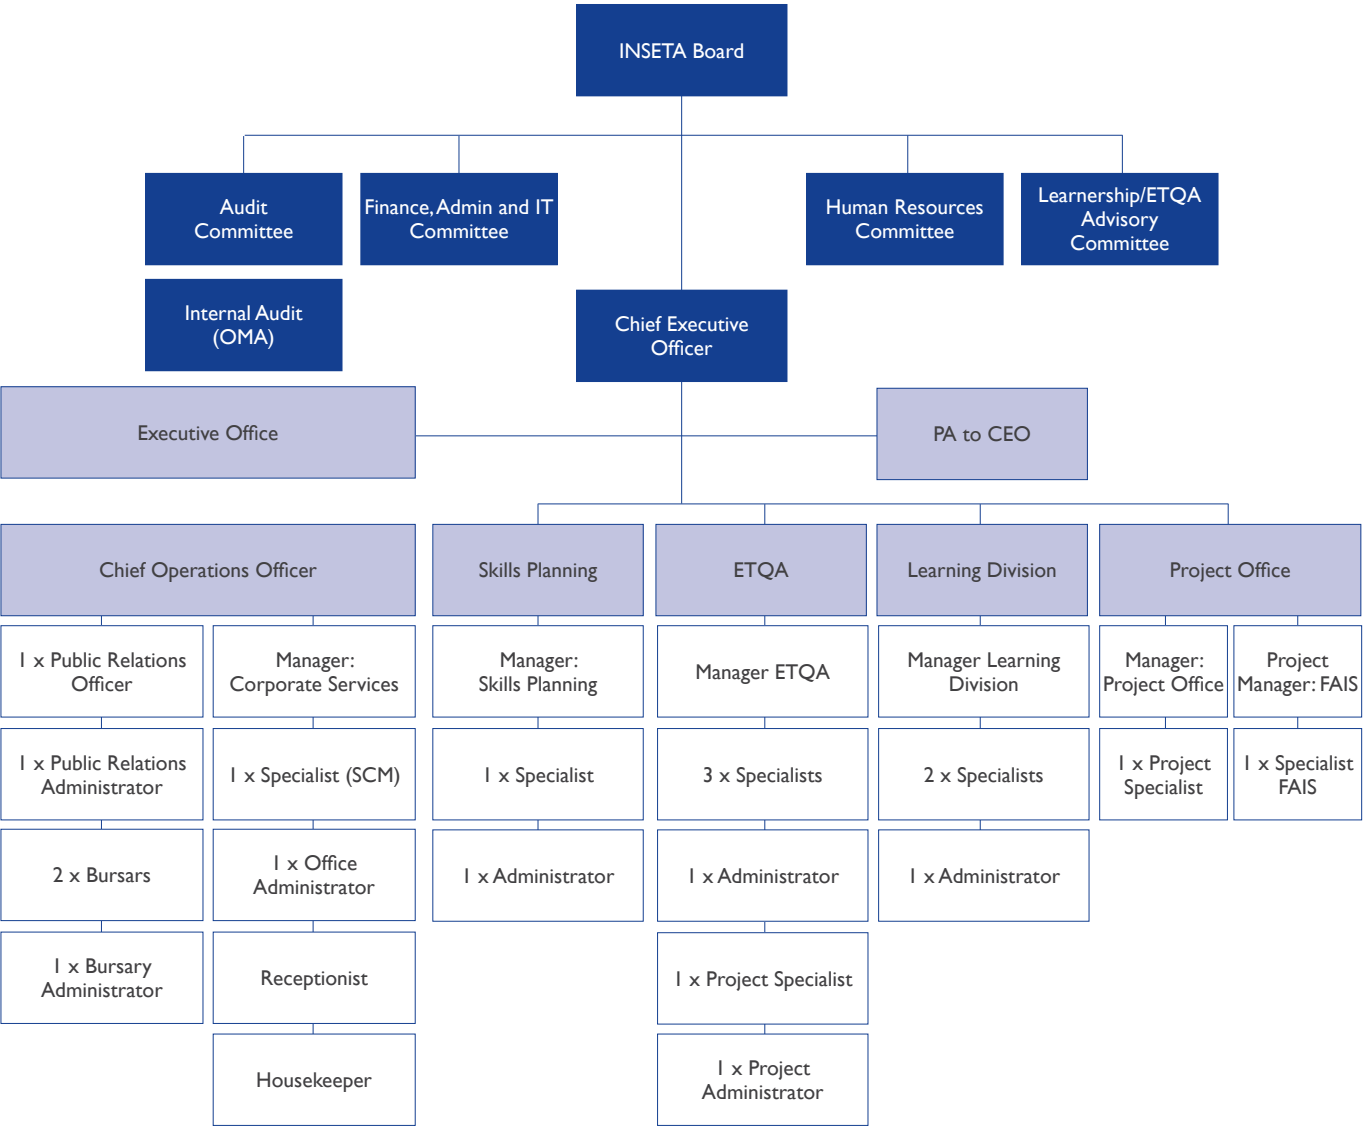 INSETA Board
Audit
Committee
Finance, Admin and IT
Committee
Human Resources
Committee
Learnership/ETQA
Advisory
Committee
Internal Audit
(OMA)
Chief Executive
Officer
Executive Office
PA to CEO
Chief Operations Officer
Skills Planning
ETQA
Learning Division
Project Office
1 x Public Relations
Officer
Manager:
Corporate Services
Manager:
Skills Planning
Manager ETQA
Manager Learning
Division
Manager:
Project Office
Project
Manager: FAIS
1 x Public Relations
Administrator
1 x Specialist (SCM)
1 x Specialist
3 x Specialists
2 x Specialists
1 x Project
Specialist
1 x Specialist
FAIS
2 x Bursars
1 x Office
Administrator
1 x Administrator
1 x Administrator
1 x Administrator
1 x Bursary
Administrator
Receptionist
1 x Project Specialist
Housekeeper
1 x Project
Administrator